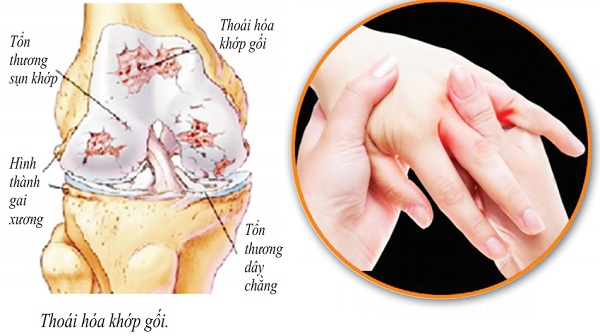 Tổn
thương
sụn khớp
Thoái hóa
khớp gối
Hình
thành
gai
xương
Tổn
thương
dây
chằng
Thoái hóa khớp gối.